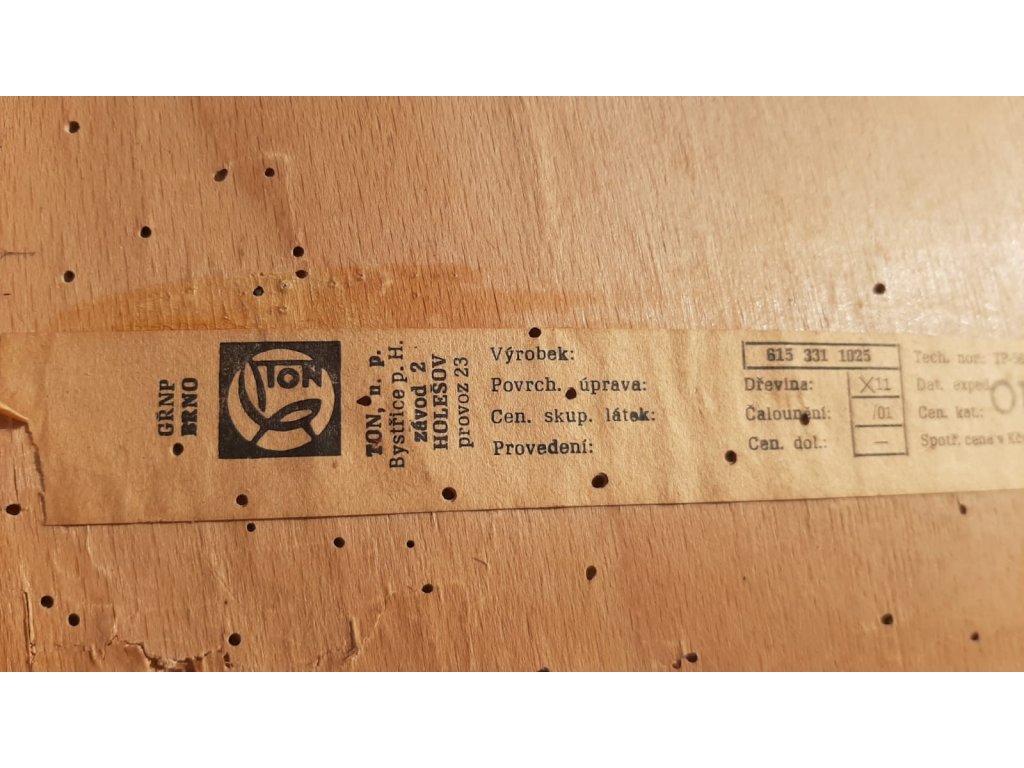 GŘNP
BRNO
TON
TON, n. p.
Bystřice p. H.
závod 2
HOLEŠOV
provoz 23
Výrobek:
Povrch. úprava:
Cen. skup. látek:
Provedení:
615 331 1025
Dřevina: X11
Čalounění: /01
Cen. dol.: —
Tech. nor:
Dat. exped.
Cen. kat.:
Spotř. cena v Kčs